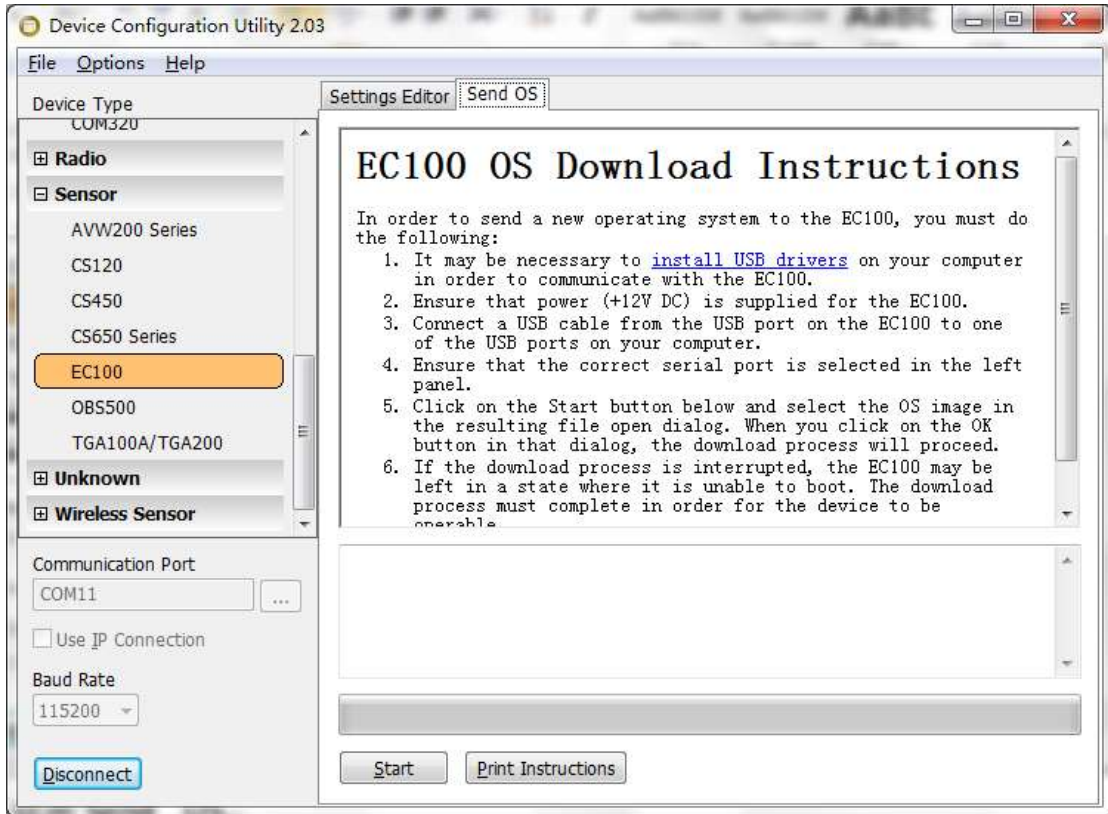 Device Configuration Utility 2.03
File Options Help
Device Type
COM320
Radio
Sensor
AVW200 Series
CS120
CS450
CS650 Series
EC100
OBS500
TGA100A/TGA200
Unknown
Wireless Sensor
Communication Port
COM11
...
Use IP Connection
Baud Rate
115200
Disconnect
Settings Editor Send OS
EC100 OS Download Instructions
In order to send a new operating system to the EC100, you must do
the following:
1. It may be necessary to install USB drivers on your computer
in order to communicate with the EC100.
2. Ensure that power (+12V DC) is supplied for the EC100.
3. Connect a USB cable from the USB port on the EC100 to one
of the USB ports on your computer.
4. Ensure that the correct serial port is selected in the left
panel.
5. Click on the Start button below and select the OS image in
the resulting file open dialog. When you click on the OK
button in that dialog, the download process will proceed.
6. If the download process is interrupted, the EC100 may be
left in a state where it is unable to boot. The download
process must complete in order for the device to be
operable
Start Print Instructions